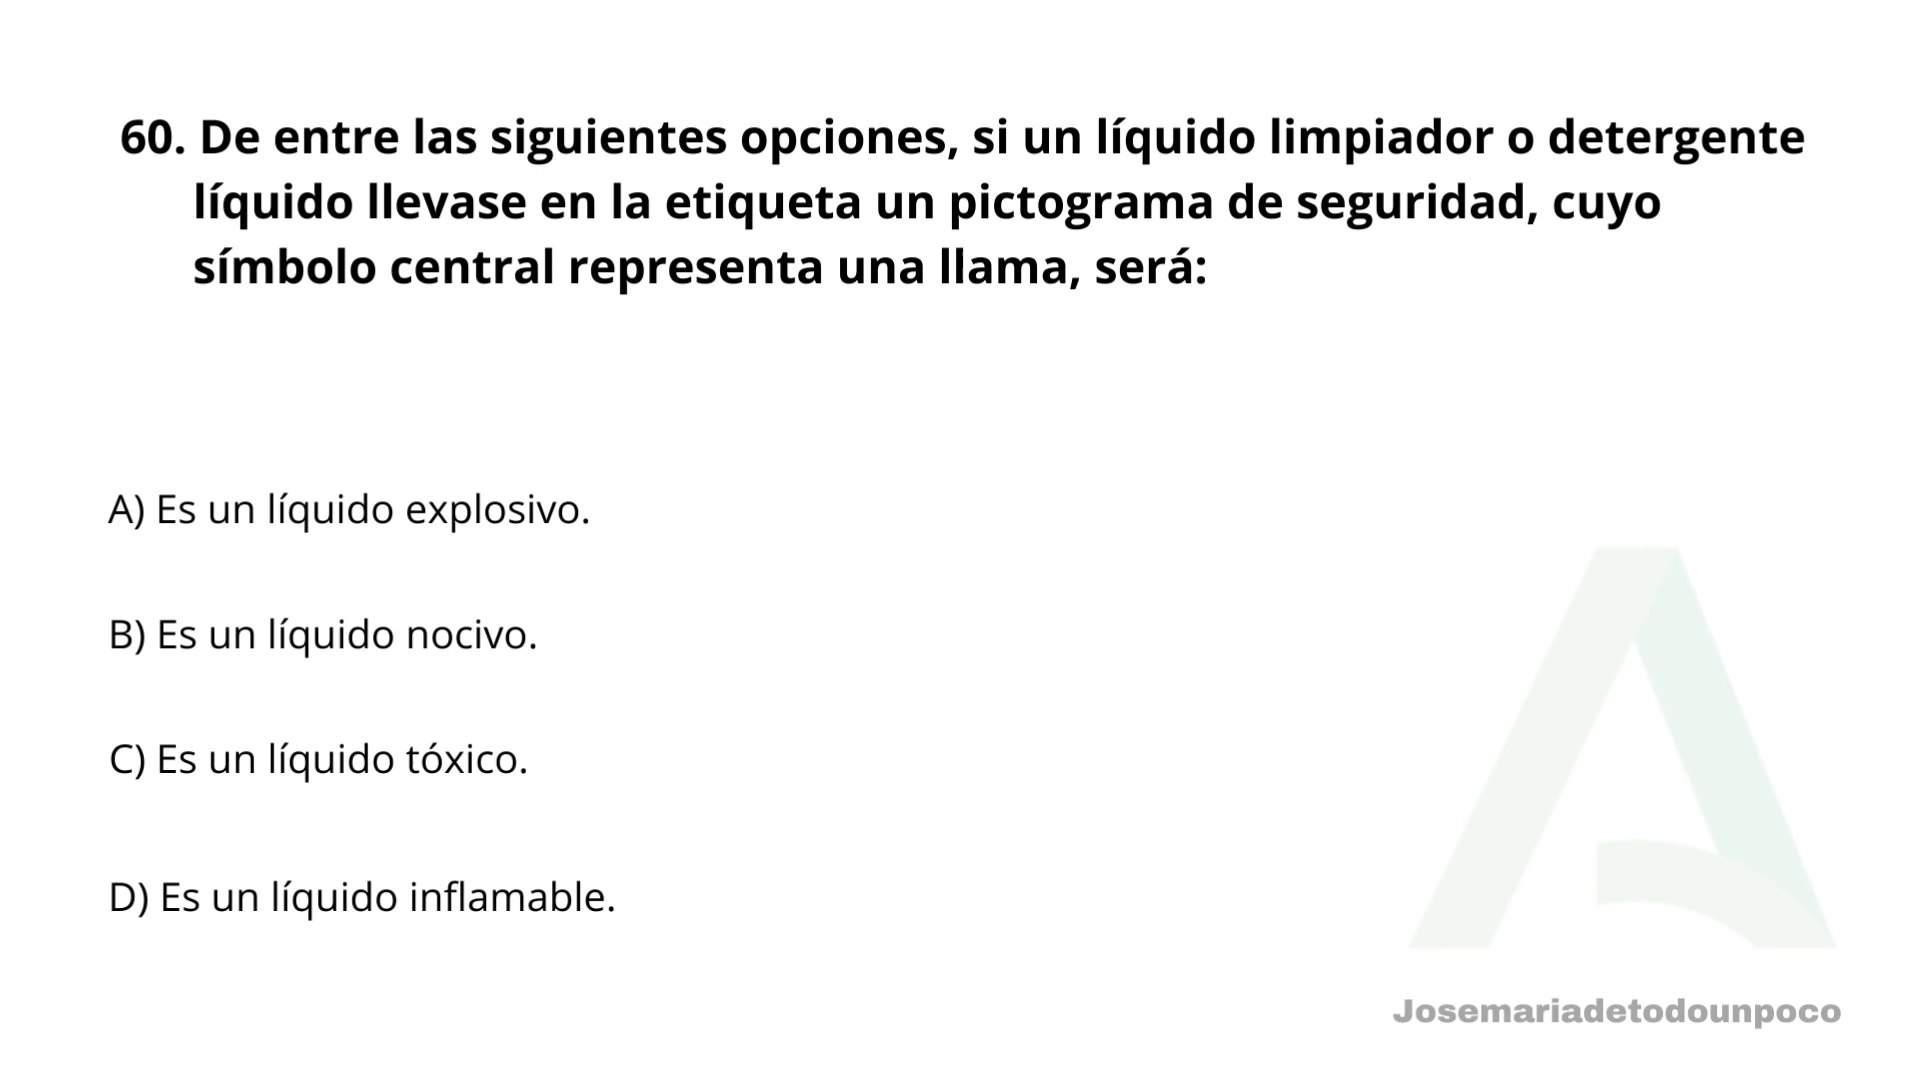 60. De entre las siguientes opciones, si un líquido limpiador o detergente
líquido llevase en la etiqueta un pictograma de seguridad, cuyo
símbolo central representa una llama, será:
A) Es un líquido explosivo.
B) Es un líquido nocivo.
C) Es un líquido tóxico.
D) Es un líquido inflamable.
Josemariadetodounpoco